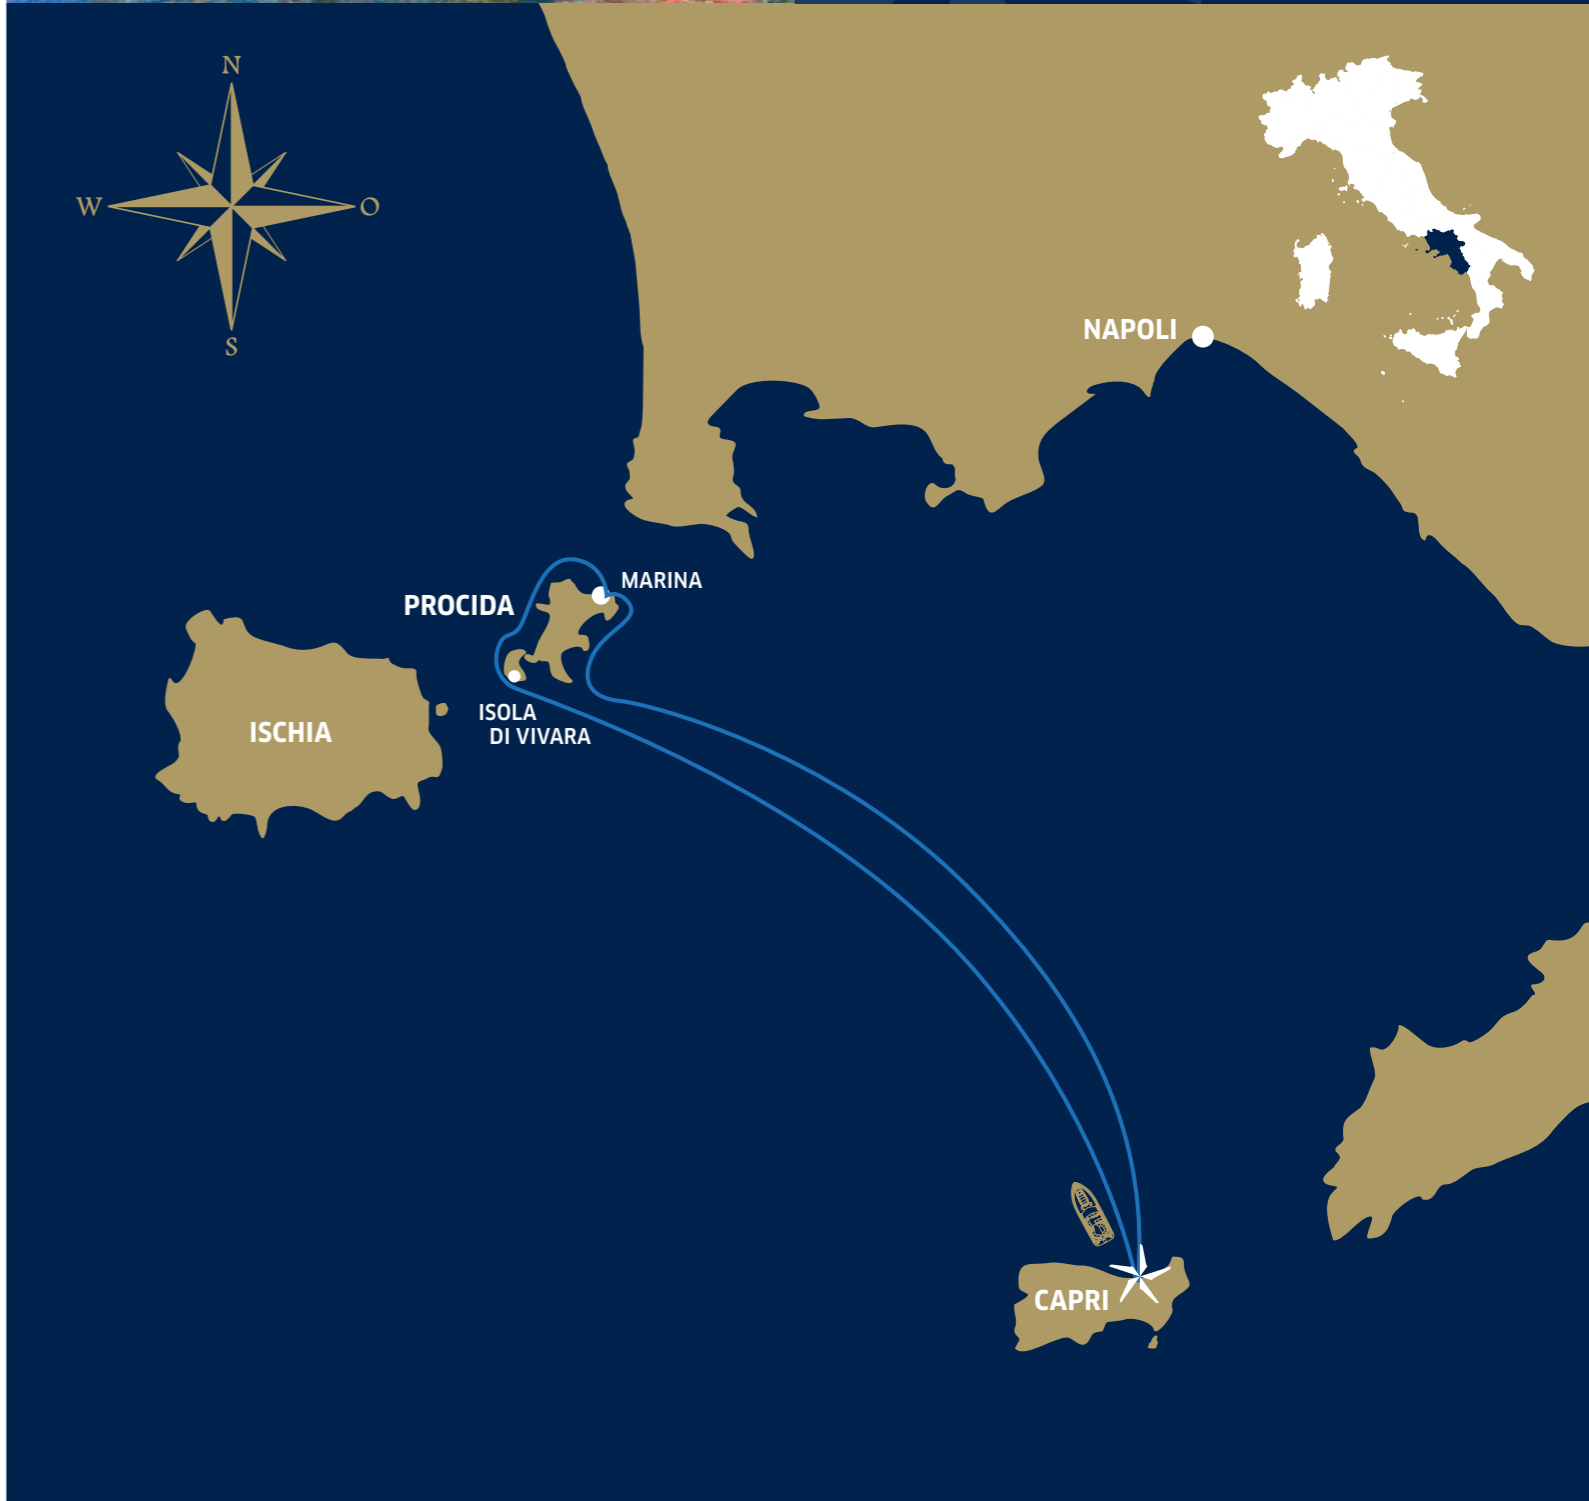 N
W
O
S
NAPOLI
MARINA
PROCIDA
ISOLA
DI VIVARA
ISCHIA
CAPRI